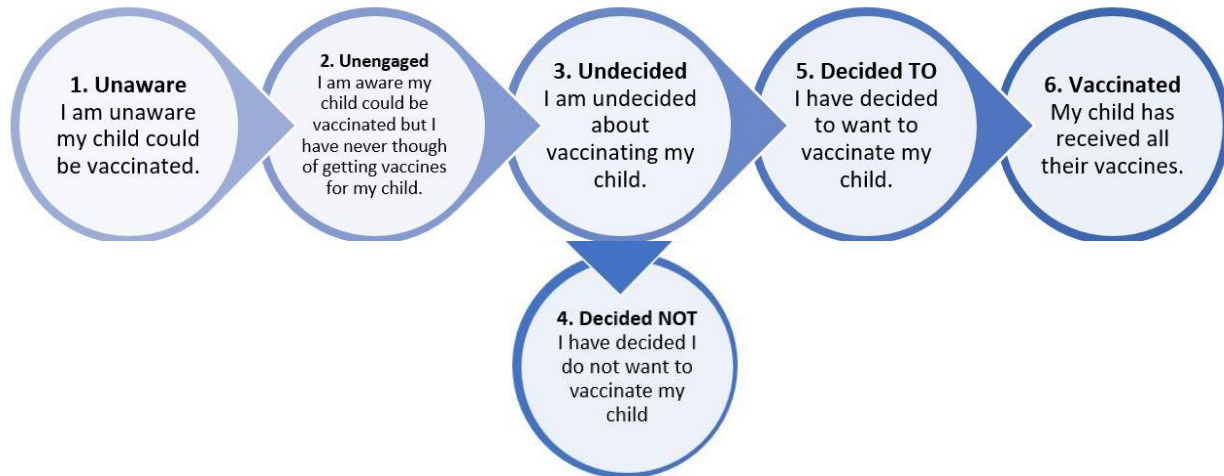 1. Unaware
I am unaware
my child could
be vaccinated.
2. Unengaged
I am aware my
child could be
vaccinated but I
have never though
of getting vaccines
for my child.
3. Undecided
I am undecided
about
vaccinating my
child.
5. Decided TO
I have decided
to want to
vaccinate my
child.
6. Vaccinated
My child has
received all
their vaccines.
4. Decided NOT
I have decided I
do not want to
vaccinate my
child